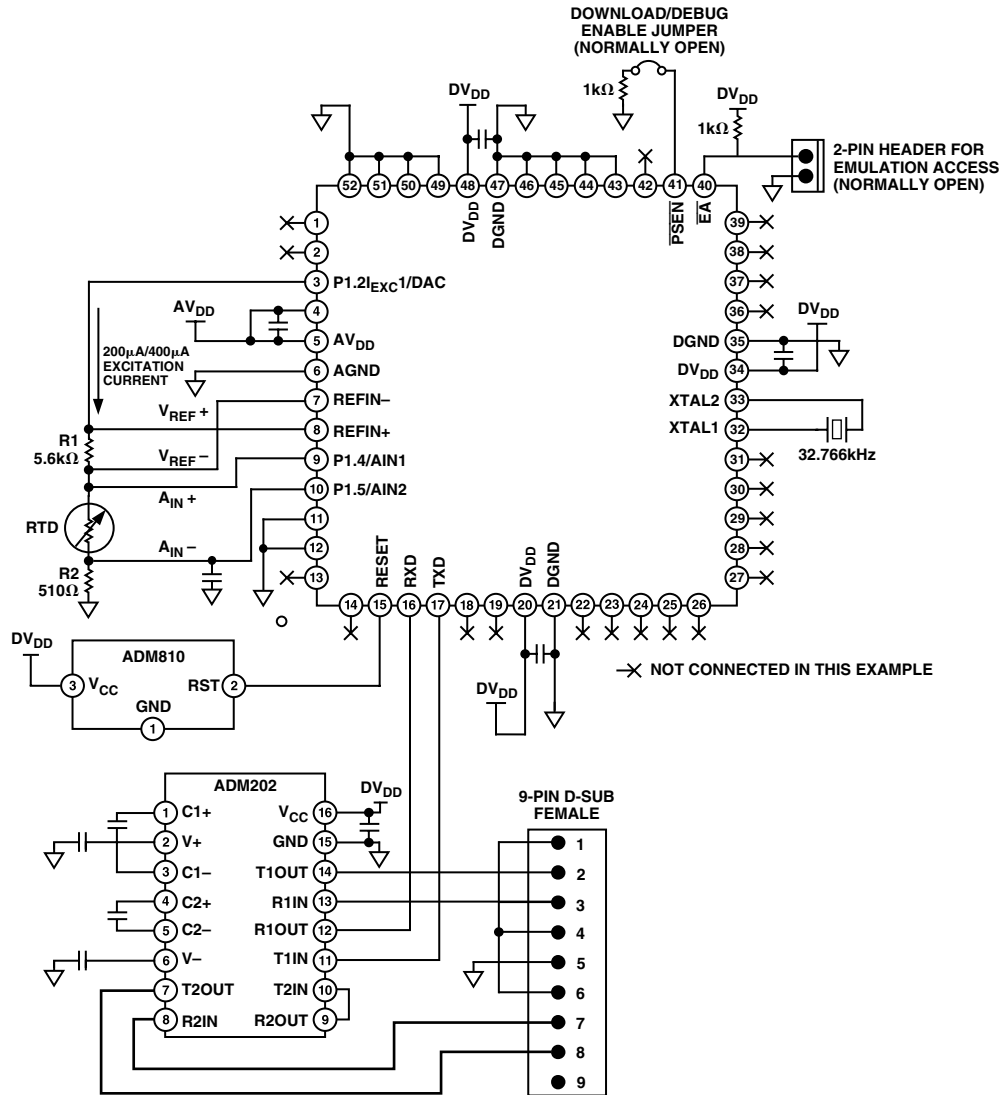 DOWNLOAD/DEBUG
ENABLE JUMPER
(NORMALLY OPEN)
1kΩ
DVDD
DVDD
1kΩ
2-PIN HEADER FOR
EMULATION ACCESS
(NORMALLY OPEN)
52 51 50 49 48 47 46 45 44 43 42 41 40
DVDD
DGND
PSEN
EA
1
2
3 P1.2IEXC1/DAC
4
AVDD
5 AVDD
6 AGND
7 REFIN–
8 REFIN+
9 P1.4/AIN1
10 P1.5/AIN2
11
12
13
200μA/400μA
EXCITATION
CURRENT
VREF+
R1
5.6kΩ
VREF–
AIN+
RTD
AIN–
R2
510Ω
39
38
37
36
DVDD
DGND 35
DVDD 34
XTAL2 33
XTAL1 32
32.766kHz
31
30
29
28
27
RESET
RXD
TXD
DVDD
DGND
14 15 16 17 18 19 20 21 22 23 24 25 26
NOT CONNECTED IN THIS EXAMPLE
DVDD
DVDD
ADM810
3 VCC
RST 2
GND
1
ADM202
DVDD
1 C1+
VCC 16
2 V+
GND 15
3 C1–
T1OUT 14
4 C2+
R1IN 13
5 C2–
R1OUT 12
6 V–
T1IN 11
7 T2OUT
T2IN 10
8 R2IN
R2OUT 9
9-PIN D-SUB
FEMALE
1
2
3
4
5
6
7
8
9